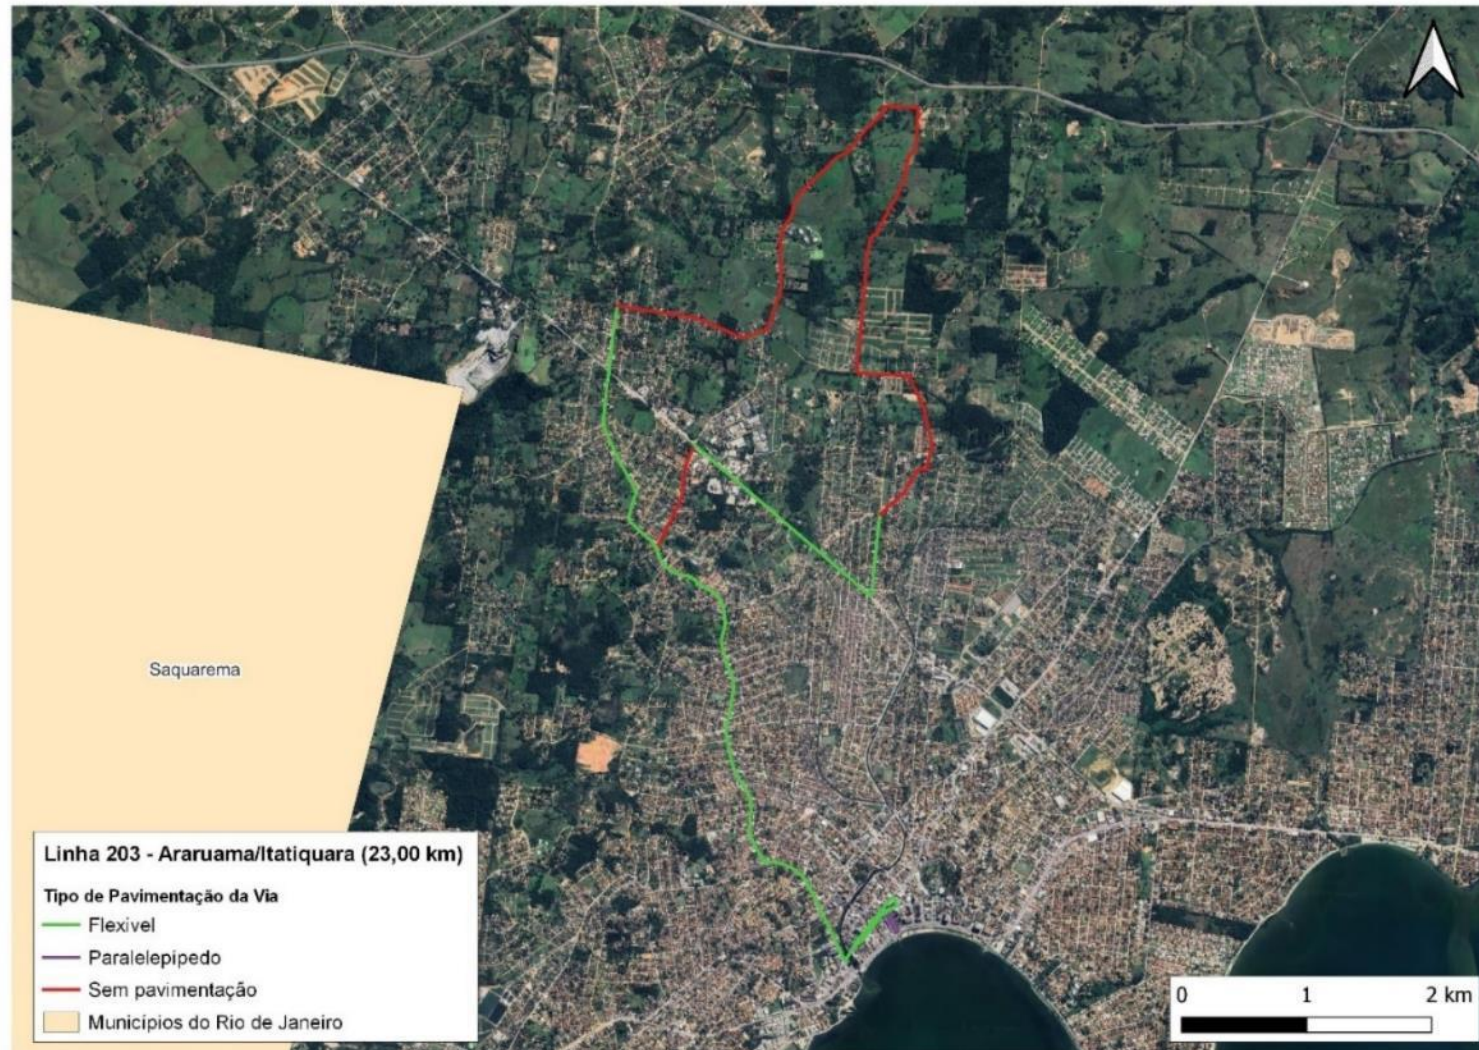 Saquarema
Linha 203 - Araruama/Itatiquara (23,00 km)
Tipo de Pavimentação da Via
Flexivel
Paralelepípedo
Sem pavimentação
Municípios do Rio de Janeiro
0 1 2 km